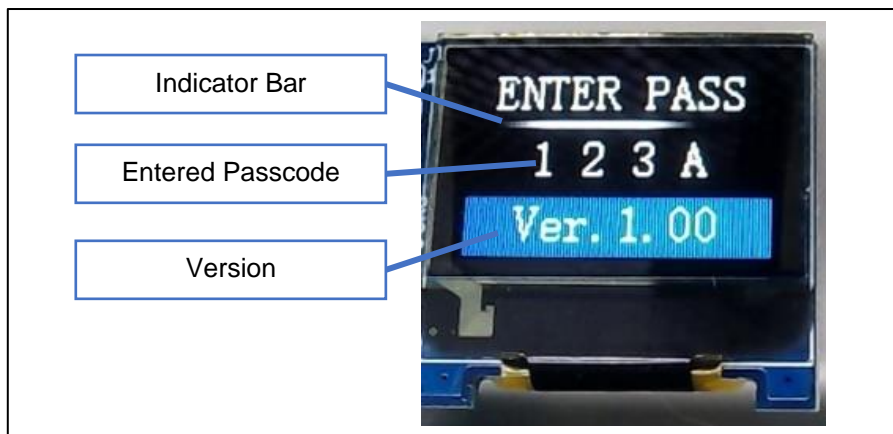 Indicator Bar
ENTER PASS
Entered Passcode
1 2 3 A
Version
Ver. 1. 00